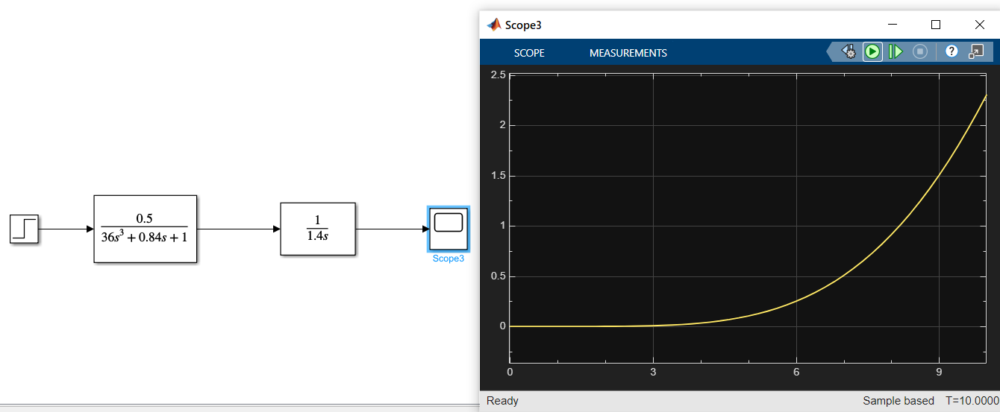 0.5
36s³ + 0.84s + 1
1
1.4s
Scope3
Scope3
SCOPE MEASUREMENTS
?
2.5
2
1.5
1
0.5
0
0 3 6 9
Ready Sample based T=10.0000